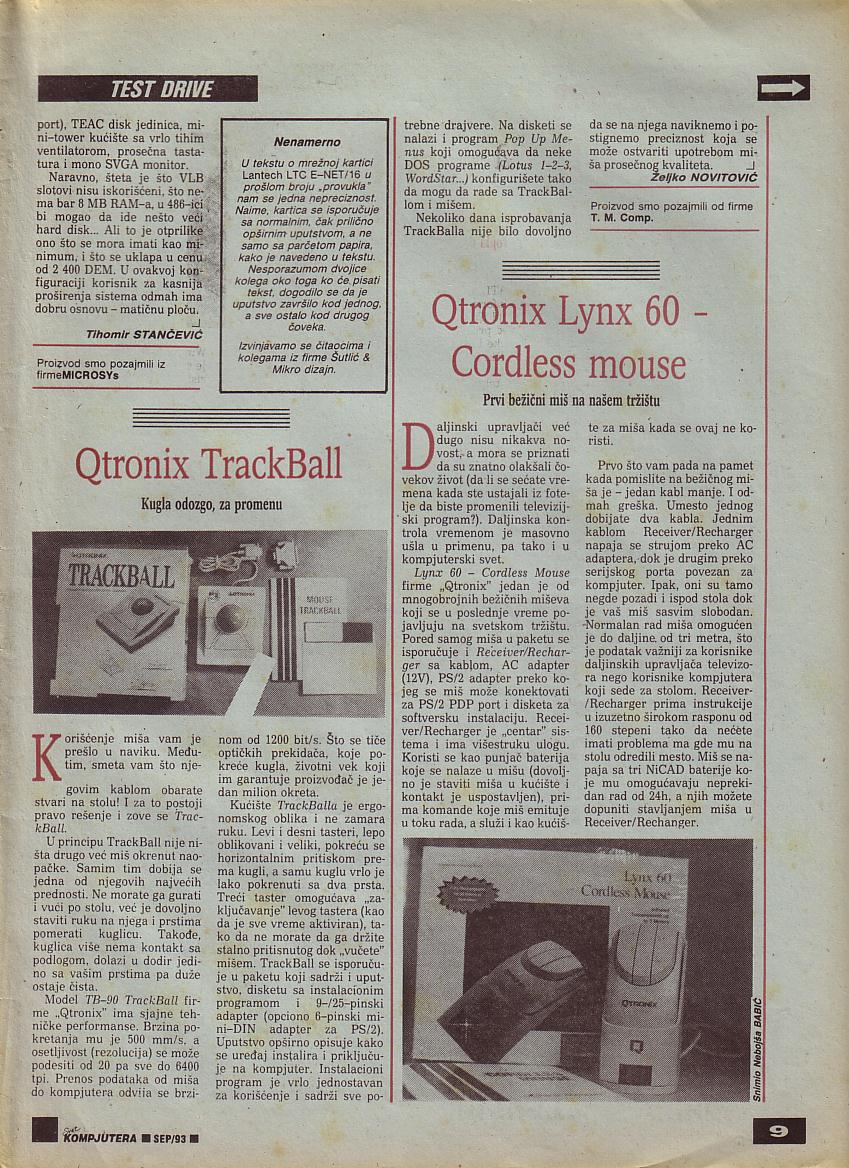 TEST DRIVE
port), TEAC disk jedinica, mi-
ni-tower kućište sa vrlo tihim
ventilatorom, prosečna tasta-
tura i mono SVGA monitor.
Naravno, šteta je što VLB
slotovi nisu iskorišćeni, što ne-
ma bar 8 MB RAM-a, u 486-ici
bi mogao da ide nešto veći
hard disk... Ali to je otprilike
ono što se mora imati kao mi-
nimum, i što se uklapa u cenu
od 2 400 DEM. U ovakvoj kon-
figuraciji korisnik za kasnija
proširenja sistema odmah ima
dobru osnovu – matičnu ploču.
Tihomir STANČEVIĆ
Proizvod smo pozajmili iz
firmeMICROSYs
Nenamerno
U tekstu o mrežnoj kartici
Lantech LTC E-NET/16 u
prošlom broju „provukla”
nam se jedna nepreciznost.
Naime, kartica se isporučuje
sa normalnim, čak prilično
opširnim uputstvom, a ne
samo sa parčetom papira,
kako je navedeno u tekstu.
Nesporazumom dvojice
kolega oko toga ko će pisati
tekst, dogodilo se da je
uputstvo završilo kod jednog,
a sve ostalo kod drugog
čoveka.
Izvinjavamo se čitaocima i
kolegama iz firme Šutlić &
Mikro dizajn.
Qtronix TrackBall
Kugla odozgo, za promenu
QTRONIX
TRACKBALL
QTRONIX
MOUSE
TRACKBALL
Korišćenje miša vam je
prešlo u naviku. Među-
tim, smeta vam što nje-
govim kablom obarate
stvari na stolu! I za to postoji
pravo rešenje i zove se Trac-
kBall.
U principu TrackBall nije ni-
šta drugo već miš okrenut nao-
pačke. Samim tim dobija se
jedna od njegovih najvećih
prednosti. Ne morate ga gurati
i vući po stolu, već je dovoljno
staviti ruku na njega i prstima
pomerati kuglicu. Takođe,
kuglica više nema kontakt sa
podlogom, dolazi u dodir jedi-
no sa vašim prstima pa duže
ostaje čista.
Model TB-90 TrackBall fir-
me „Qtronix” ima sjajne teh-
ničke performanse. Brzina po-
kretanja mu je 500 mm/s, a
osetljivost (rezolucija) se može
podesiti od 20 pa sve do 6400
tpi. Prenos podataka od miša
do kompjutera odvija se brzi-
nom od 1200 bit/s. Što se tiče
optičkih prekidača, koje po-
kreće kugla, životni vek koji
im garantuje proizvođač je je-
dan milion okreta.
Kućište TrackBalla je ergo-
nomskog oblika i ne zamara
ruku. Levi i desni tasteri, lepo
oblikovani i veliki, pokreću se
horizontalnim pritiskom pre-
ma kugli, a samu kuglu vrlo je
lako pokrenuti sa dva prsta.
Treći taster omogućava „za-
ključavanje” levog tastera (kao
da je sve vreme aktiviran), ta-
ko da ne morate da ga držite
stalno pritisnutog dok „vučete”
mišem. TrackBall se isporuču-
je u paketu koji sadrži i uput-
stvo, disketu sa instalacionim
programom i 9-/25-pinski
adapter (opciono 6-pinski mi-
ni-DIN adapter za PS/2).
Uputstvo opširno opisuje kako
se uređaj instalira i priključu-
je na kompjuter. Instalacioni
program je vrlo jednostavan
za korišćenje i sadrži sve po-
trebne drajvere. Na disketi se
nalazi i program Pop Up Me-
nus koji omogućava da neke
DOS programe (Lotus 1-2-3,
WordStar...) konfigurišete tako
da mogu da rade sa TrackBal-
lom i mišem.
Nekoliko dana isprobavanja
TrackBalla nije bilo dovoljno
da se na njega naviknemo i po-
stignemo preciznost koja se
može ostvariti upotrebom mi-
ša prosečnog kvaliteta.
Željko NOVITOVIĆ
Proizvod smo pozajmili od firme
T. M. Comp.
Qtronix Lynx 60 –
Cordless mouse
Prvi bežični miš na našem tržištu
Daljinski upravljači već
dugo nisu nikakva no-
vost, a mora se priznati
da su znatno olakšali čo-
vekov život (da li se sećate vre-
mena kada ste ustajali iz fote-
lje da biste promenili televizij-
ski program?). Daljinska kon-
trola vremenom je masovno
ušla u primenu, pa tako i u
kompjuterski svet.
Lynx 60 – Cordless Mouse
firme „Qtronix” jedan je od
mnogobrojnih bežičnih miševa
koji se u poslednje vreme po-
javljuju na svetskom tržištu.
Pored samog miša u paketu se
isporučuje i Receiver/Rechar-
ger sa kablom, AC adapter
(12V), PS/2 adapter preko ko-
jeg se miš može konektovati
za PS/2 PDP port i disketa za
softversku instalaciju. Recei-
ver/Recharger je „centar” sis-
tema i ima višestruku ulogu.
Koristi se kao punjač baterija
koje se nalaze u mišu (dovolj-
no je staviti miša u kućište i
kontakt je uspostavljen), pri-
ma komande koje miš emituje
u toku rada, a služi i kao kućiš-
te za miša kada se ovaj ne ko-
risti.
Prvo što vam pada na pamet
kada pomislite na bežičnog mi-
ša je – jedan kabl manje. I od-
mah greška. Umesto jednog
dobijate dva kabla. Jednim
kablom Receiver/Recharger
napaja se strujom preko AC
adaptera, dok je drugim preko
serijskog porta povezan za
kompjuter. Ipak, oni su tamo
negde pozadi i ispod stola dok
je vaš miš sasvim slobodan.
Normalan rad miša omogućen
je do daljine od tri metra, što
je podatak važniji za korisnike
daljinskih upravljača televizo-
ra nego korisnike kompjutera
koji sede za stolom. Receiver-
/Recharger prima instrukcije
u izuzetno širokom rasponu od
160 stepeni tako da nećete
imati problema ma gde mu na
stolu odredili mesto. Miš se na-
paja sa tri NiCAD baterije ko-
je mu omogućavaju nepreki-
dan rad od 24h, a njih možete
dopuniti stavljanjem miša u
Receiver/Rechanger.
Lynx 60
Cordless Mouse
QTRONIX
Q
Snimio Nebojša BABIĆ
Svet KOMPJUTERA SEP/93
9